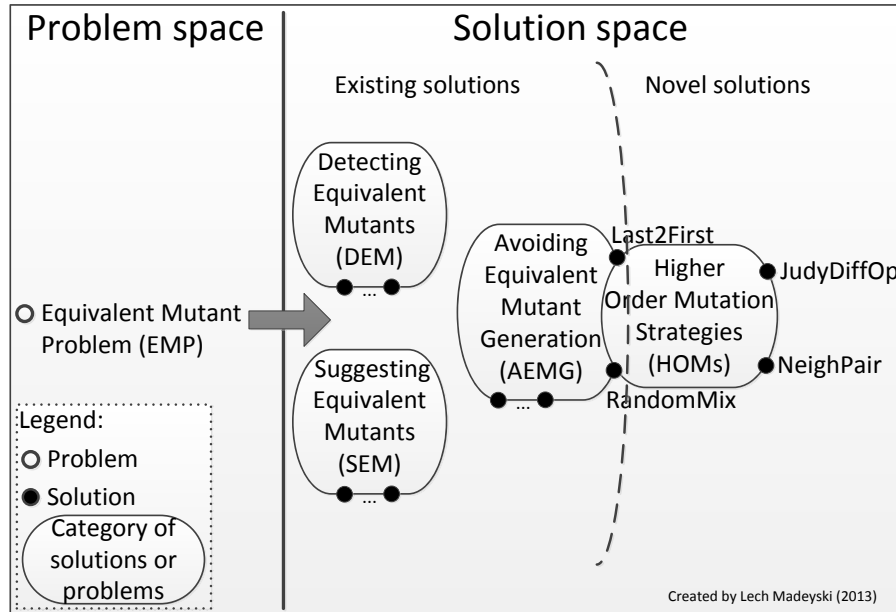 Problem space
Solution space
Existing solutions
Novel solutions
Detecting
Equivalent
Mutants
(DEM)
...
Equivalent Mutant
Problem (EMP)
Suggesting
Equivalent
Mutants
(SEM)
...
Avoiding
Equivalent
Mutant
Generation
(AEMG)
...
Last2First
Higher
Order Mutation
Strategies
(HOMs)
RandomMix
JudyDiffOp
NeighPair
Legend:
Problem
Solution
Category of
solutions or
problems
Created by Lech Madeyski (2013)